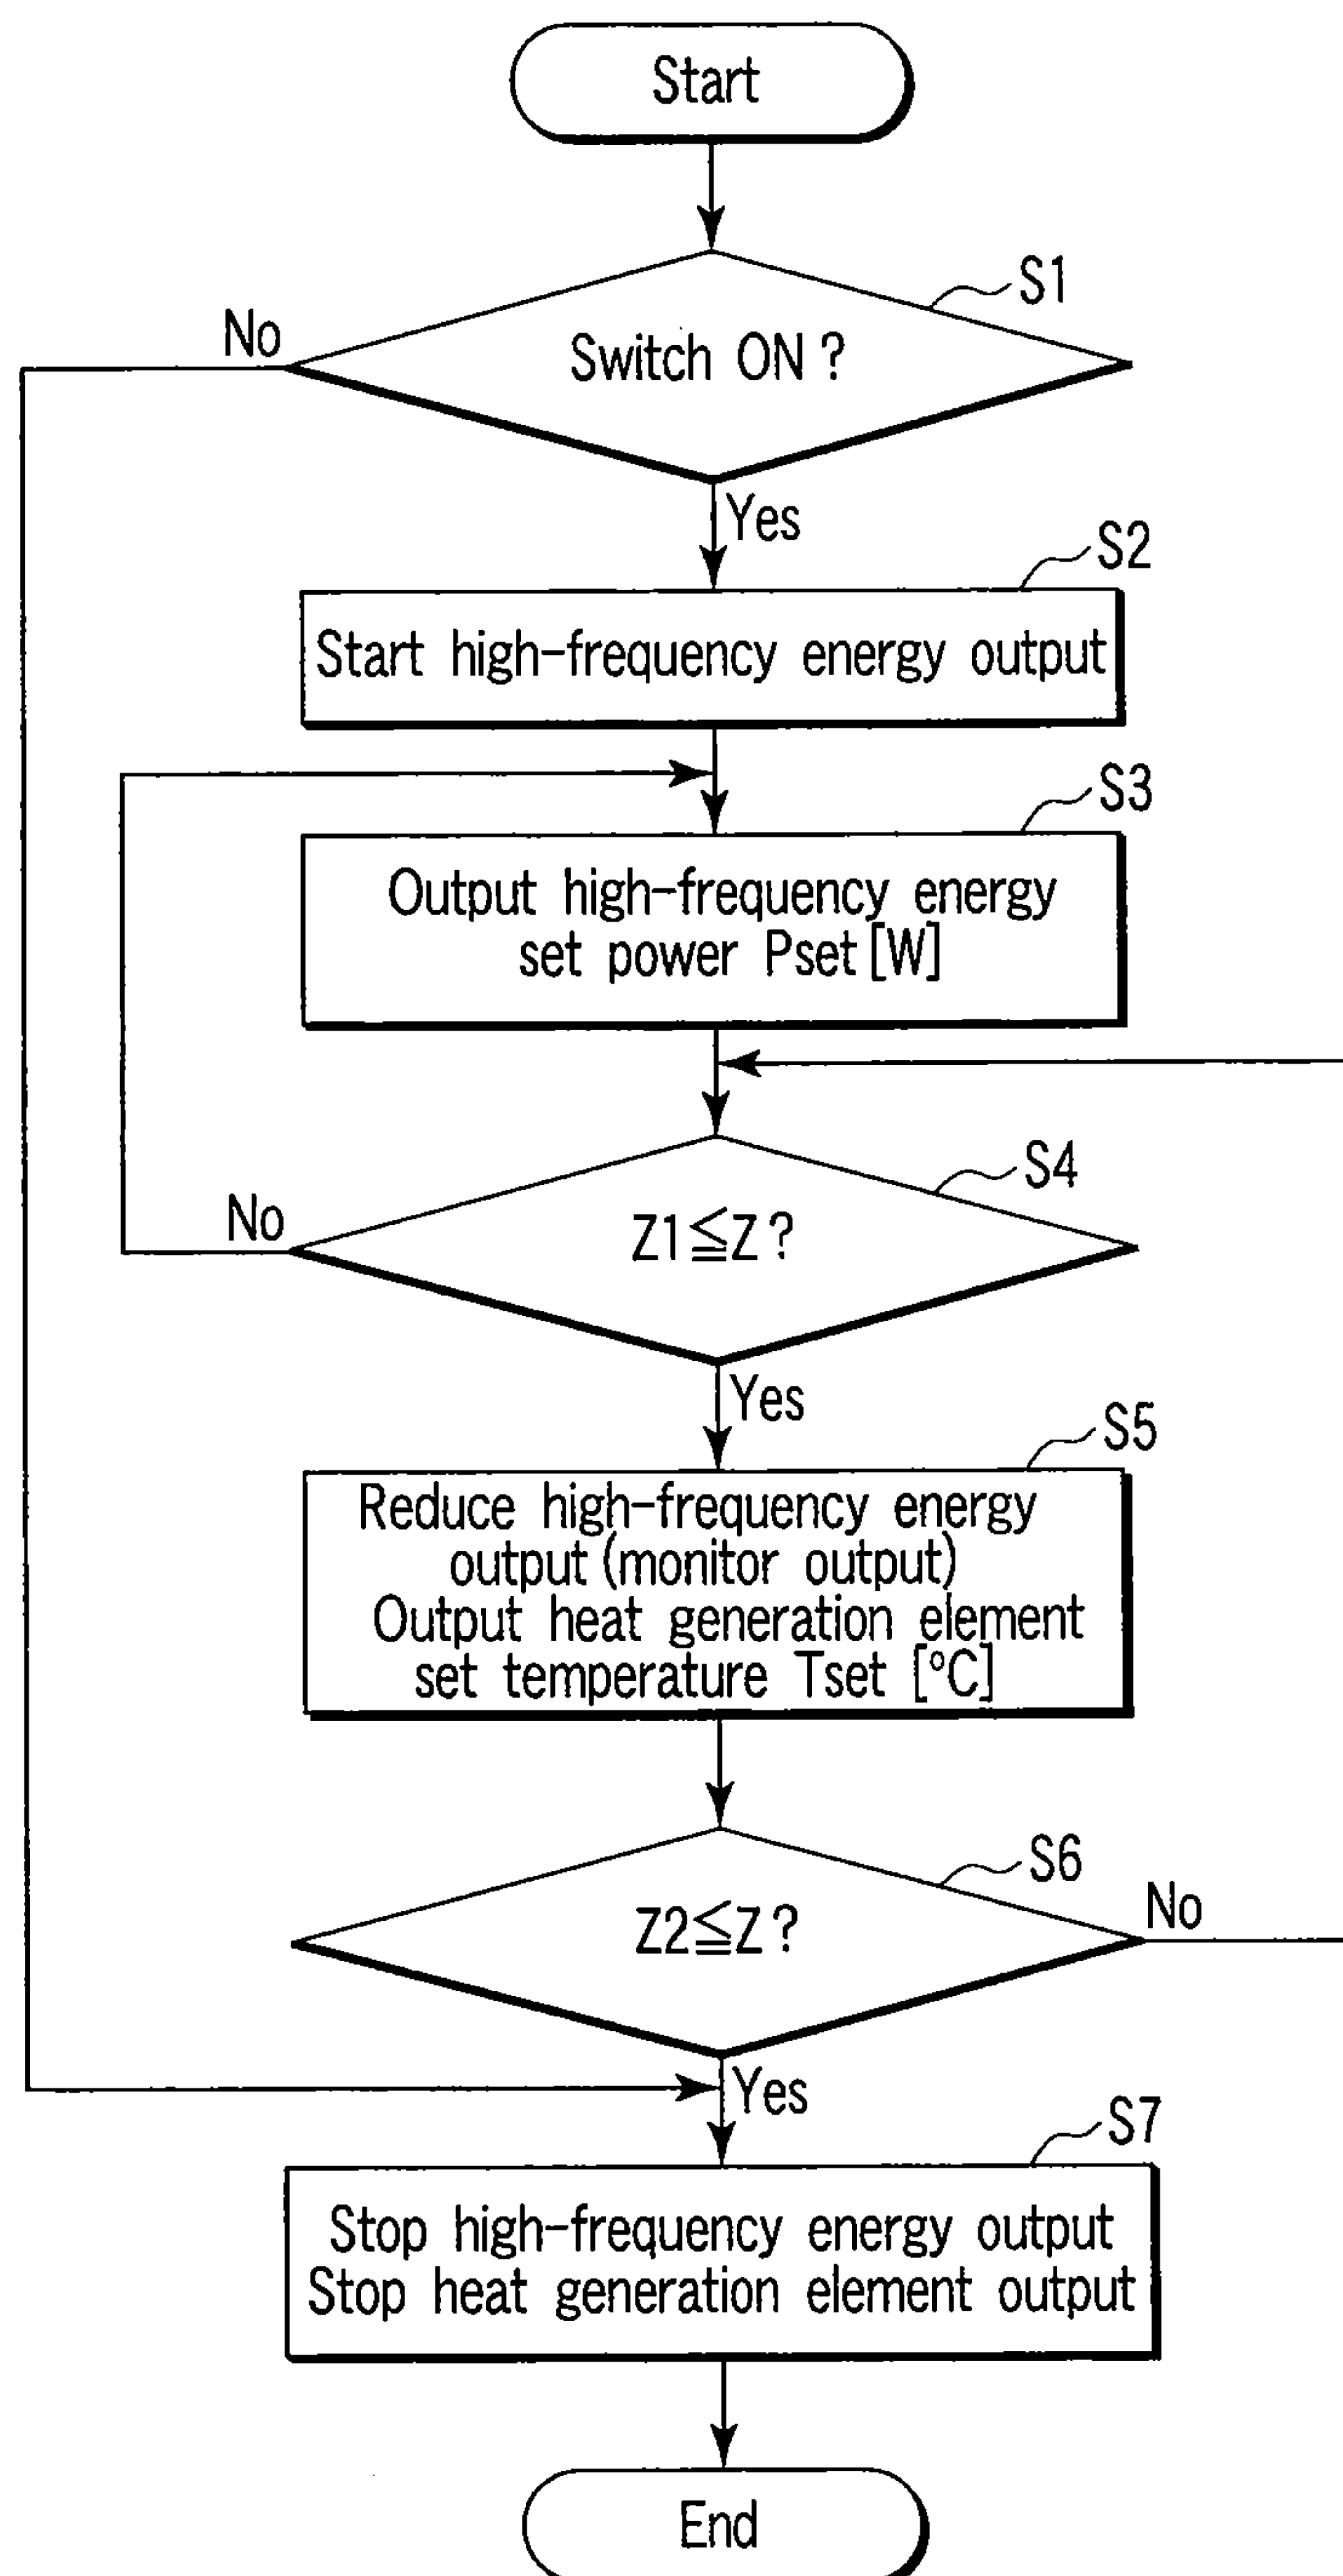 Start
S1
No
Switch ON ?
Yes
S2
Start high-frequency energy output
S3
Output high-frequency energy
set power Pset [W]
S4
No
Z1≦Z ?
Yes
S5
Reduce high-frequency energy
output (monitor output)
Output heat generation element
set temperature Tset [°C]
S6
No
Z2≦Z ?
Yes
S7
Stop high-frequency energy output
Stop heat generation element output
End